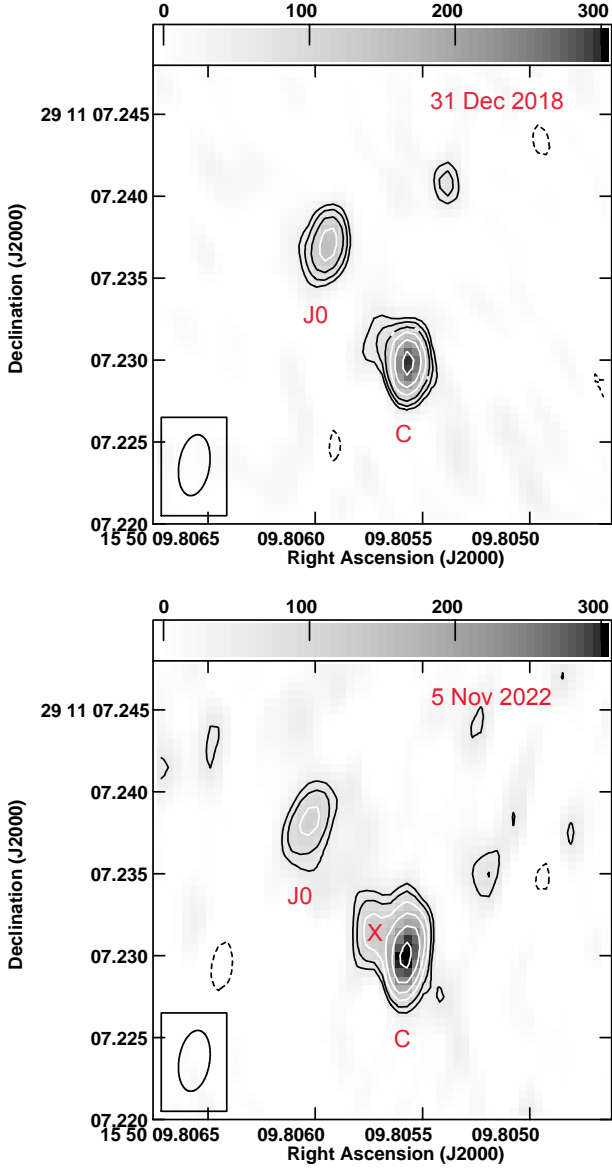 0 100 200 300
31 Dec 2018
29 11 07.245
07.240
07.235
J0
07.230
C
07.225
07.220
15 50 09.8065 09.8060 09.8055 09.8050
Right Ascension (J2000)
Declination (J2000)
0 100 200 300
5 Nov 2022
29 11 07.245
07.240
07.235
J0
X
07.230
C
07.225
07.220
15 50 09.8065 09.8060 09.8055 09.8050
Right Ascension (J2000)
Declination (J2000)